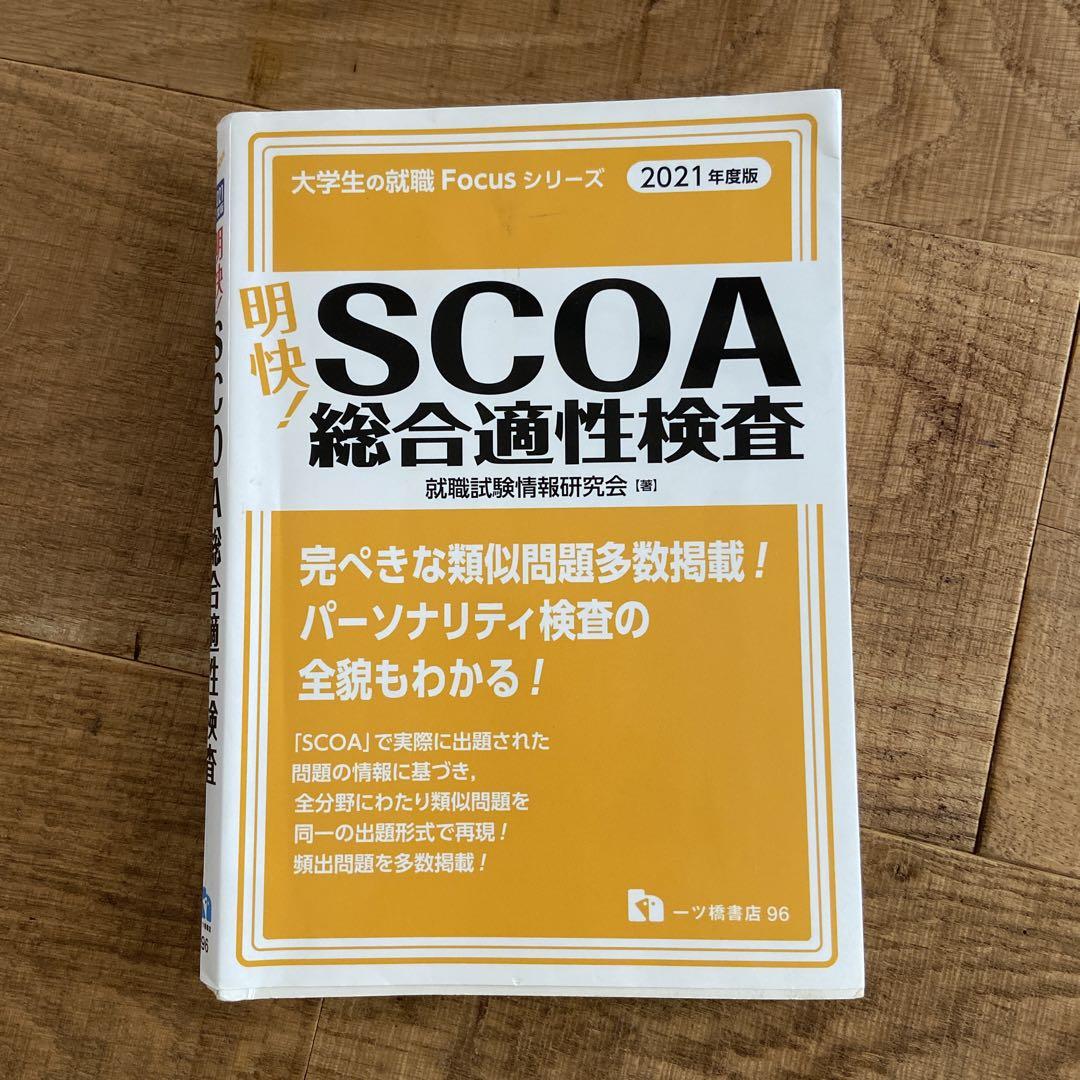 大学生の就職 Focus シリーズ 2021年度版
明快!
SCOA
総合適性検査
就職試験情報研究会【著】
完ぺきな類似問題多数掲載!
パーソナリティ検査の
全貌もわかる!
「SCOA」で実際に出題された
問題の情報に基づき,
全分野にわたり類似問題を
同一の出題形式で再現!
頻出問題を多数掲載!
一ツ橋書店 96
明快! SCOA総合適性検査
96